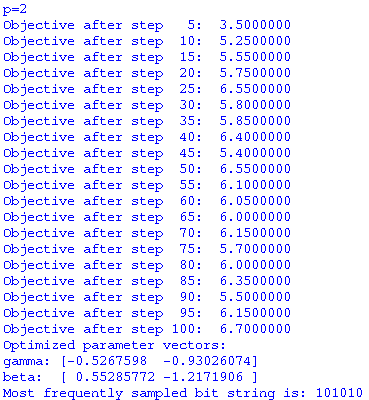 p=2
Objective after step   5:  3.5000000
Objective after step  10:  5.2500000
Objective after step  15:  5.5500000
Objective after step  20:  5.7500000
Objective after step  25:  6.5500000
Objective after step  30:  5.8000000
Objective after step  35:  5.8500000
Objective after step  40:  6.4000000
Objective after step  45:  5.4000000
Objective after step  50:  6.5500000
Objective after step  55:  6.1000000
Objective after step  60:  6.0500000
Objective after step  65:  6.0000000
Objective after step  70:  6.1500000
Objective after step  75:  5.7000000
Objective after step  80:  6.0000000
Objective after step  85:  6.3500000
Objective after step  90:  5.5000000
Objective after step  95:  6.1500000
Objective after step 100:  6.7000000
Optimized parameter vectors:
gamma: [-0.5267598  -0.93026074]
beta:  [ 0.55285772 -1.2171906 ]
Most frequently sampled bit string is: 101010